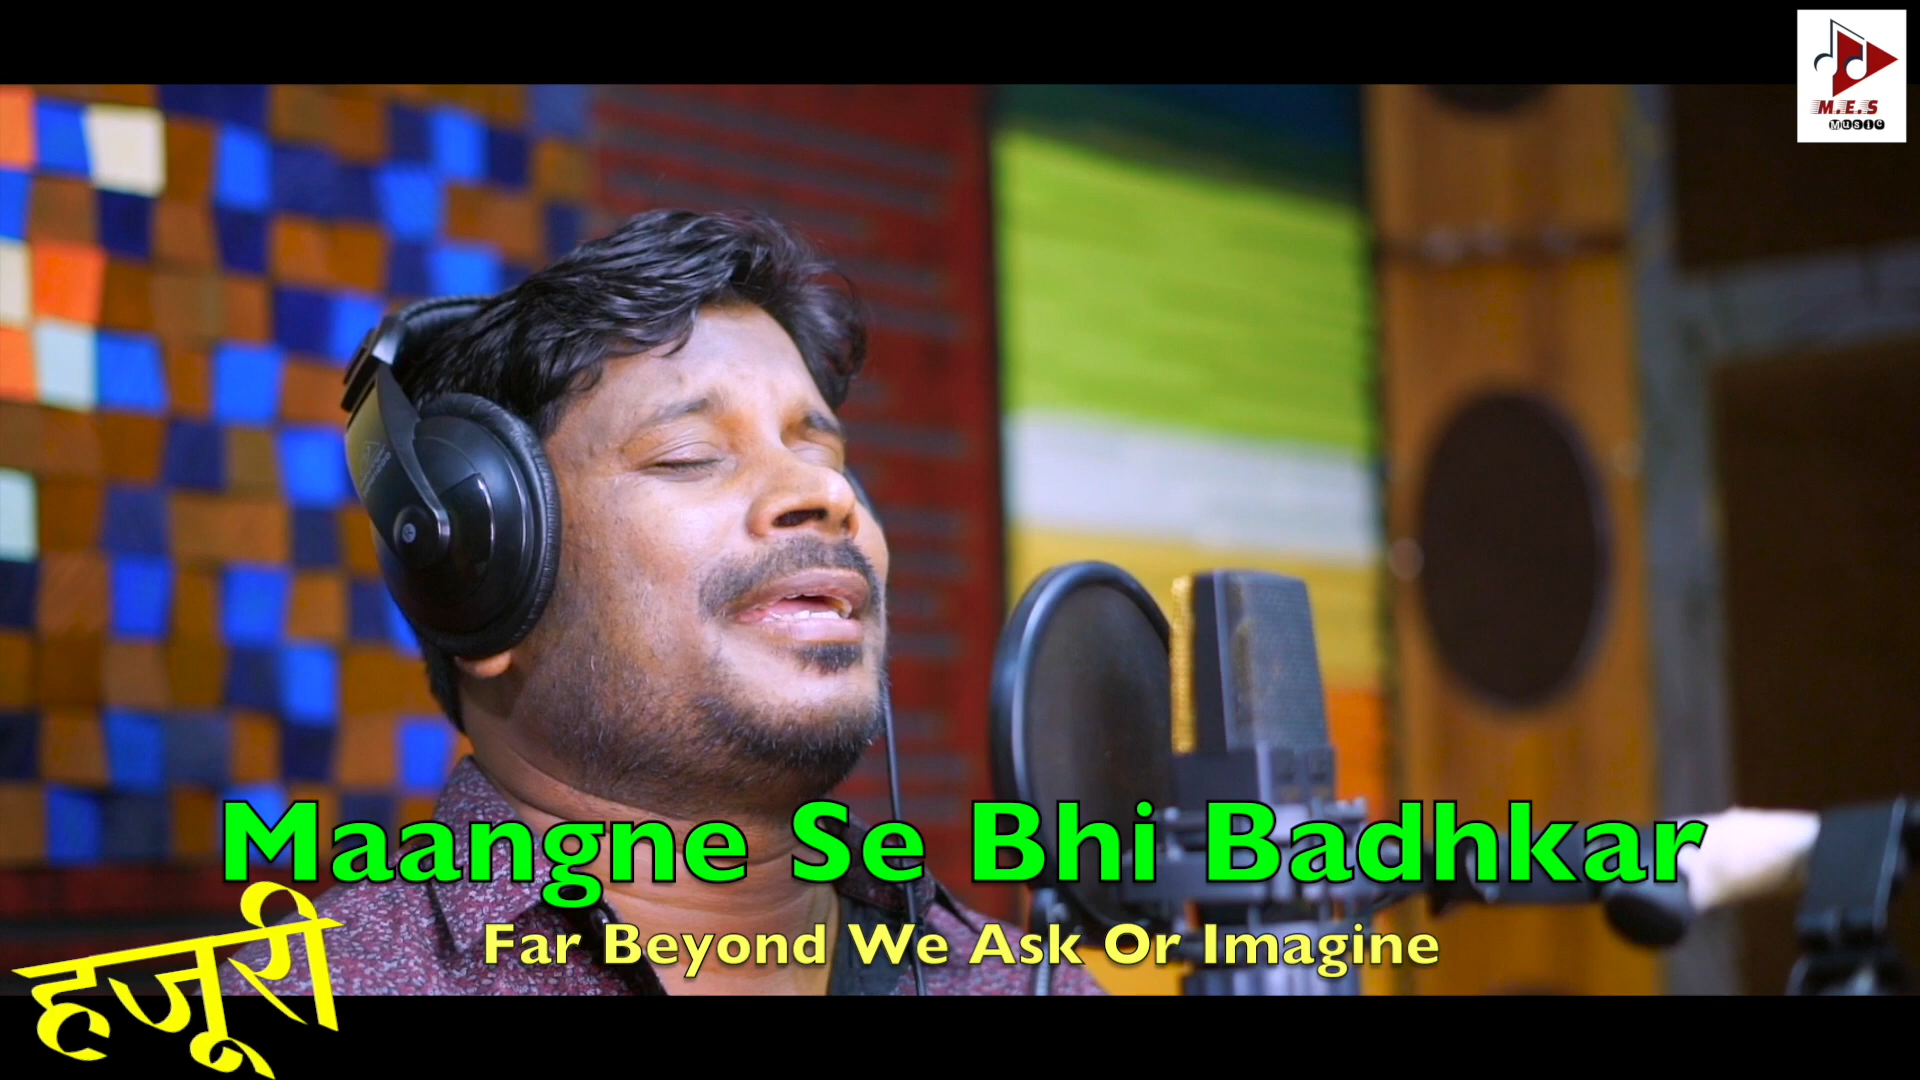 M.E.S
Music
Maangne Se Bhi Badhkar
Far Beyond We Ask Or Imagine
हजूरी